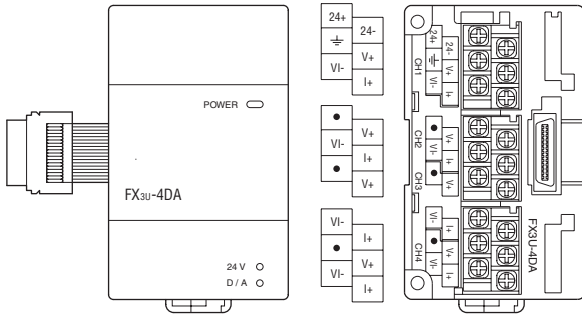 POWER
FX3U-4DA
24 V
D / A
24+
24-
V+
VI-
I+
V+
VI-
I+
V+
VI-
I+
V+
VI-
I+
24+
24-
V+
VI-
I+
CH1
V+
VI-
I+
V+
CH2
CH3
VI-
I+
V+
VI-
I+
CH4
FX3U-4DA